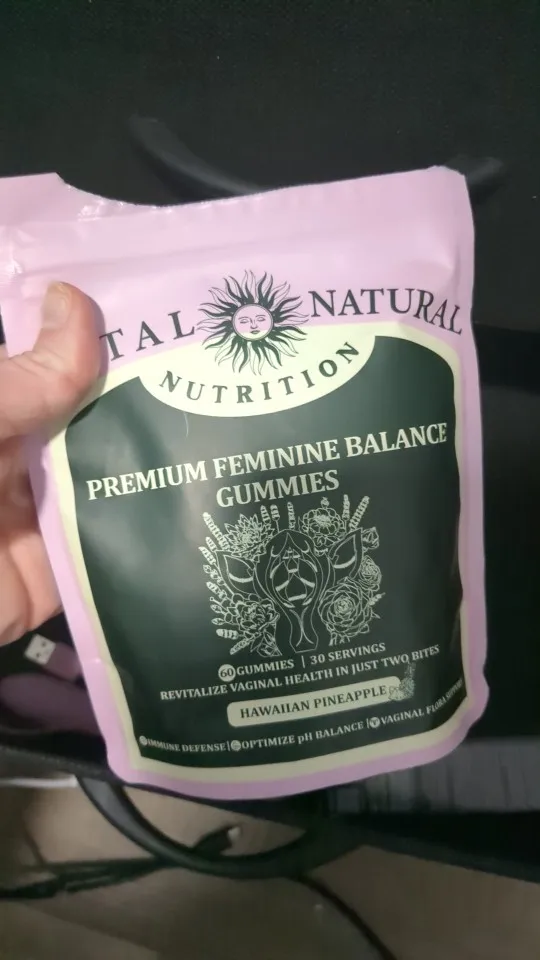 TAL NATURAL
NUTRITION
PREMIUM FEMININE BALANCE
GUMMIES
60 GUMMIES | 30 SERVINGS
REVITALIZE VAGINAL HEALTH IN JUST TWO BITES
HAWAIIAN PINEAPPLE
IMMUNE DEFENSE | OPTIMIZE pH BALANCE | VAGINAL FLORA SUPPORT